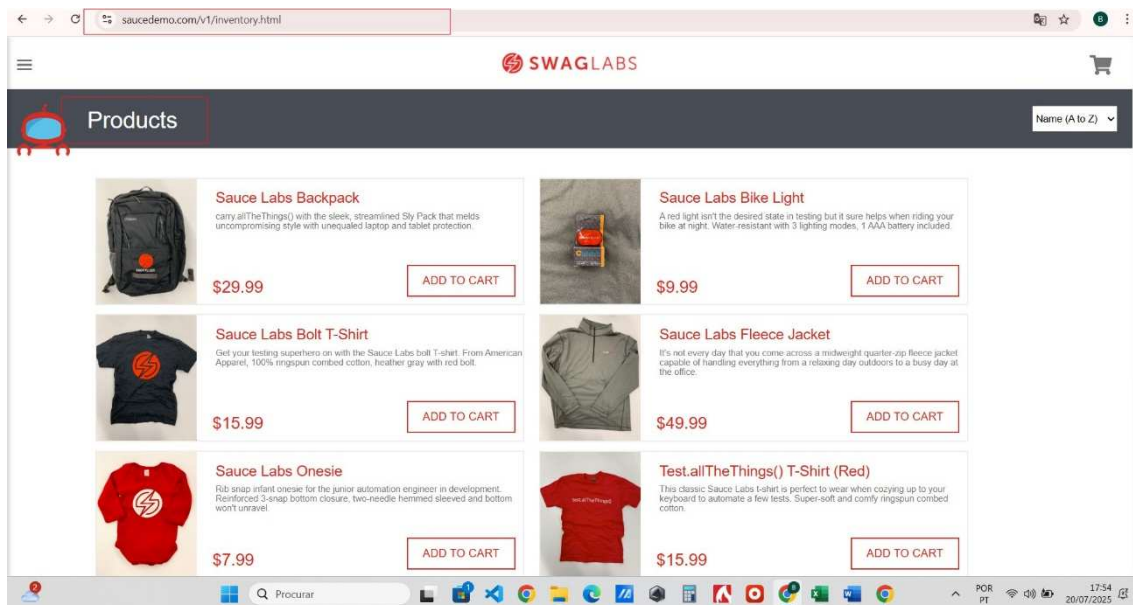 saucedemo.com/v1/inventory.html
B
SWAGLABS
Products
Name (A to Z)
Sauce Labs Backpack
carry.allTheThings() with the sleek, streamlined Sly Pack that melds
uncompromising style with unequaled laptop and tablet protection.
$29.99
ADD TO CART
Sauce Labs Bike Light
A red light isn't the desired state in testing but it sure helps when riding your
bike at night. Water-resistant with 3 lighting modes, 1 AAA battery included.
$9.99
ADD TO CART
Sauce Labs Bolt T-Shirt
Get your testing superhero on with the Sauce Labs bolt T-shirt. From American
Apparel, 100% ringspun combed cotton, heather gray with red bolt.
$15.99
ADD TO CART
Sauce Labs Fleece Jacket
It's not every day that you come across a midweight quarter-zip fleece jacket
capable of handling everything from a relaxing day outdoors to a busy day at
the office.
$49.99
ADD TO CART
Sauce Labs Onesie
Rib snap infant onesie for the junior automation engineer in development.
Reinforced 3-snap bottom closure, two-needle hemmed sleeved and bottom
won't unravel.
$7.99
ADD TO CART
test.allTheThings()
Test.allTheThings() T-Shirt (Red)
This classic Sauce Labs t-shirt is perfect to wear when cozying up to your
keyboard to automate a few tests. Super-soft and comfy ringspun combed
cotton.
$15.99
ADD TO CART
2
Procurar
POR
PT
17:54
20/07/2025